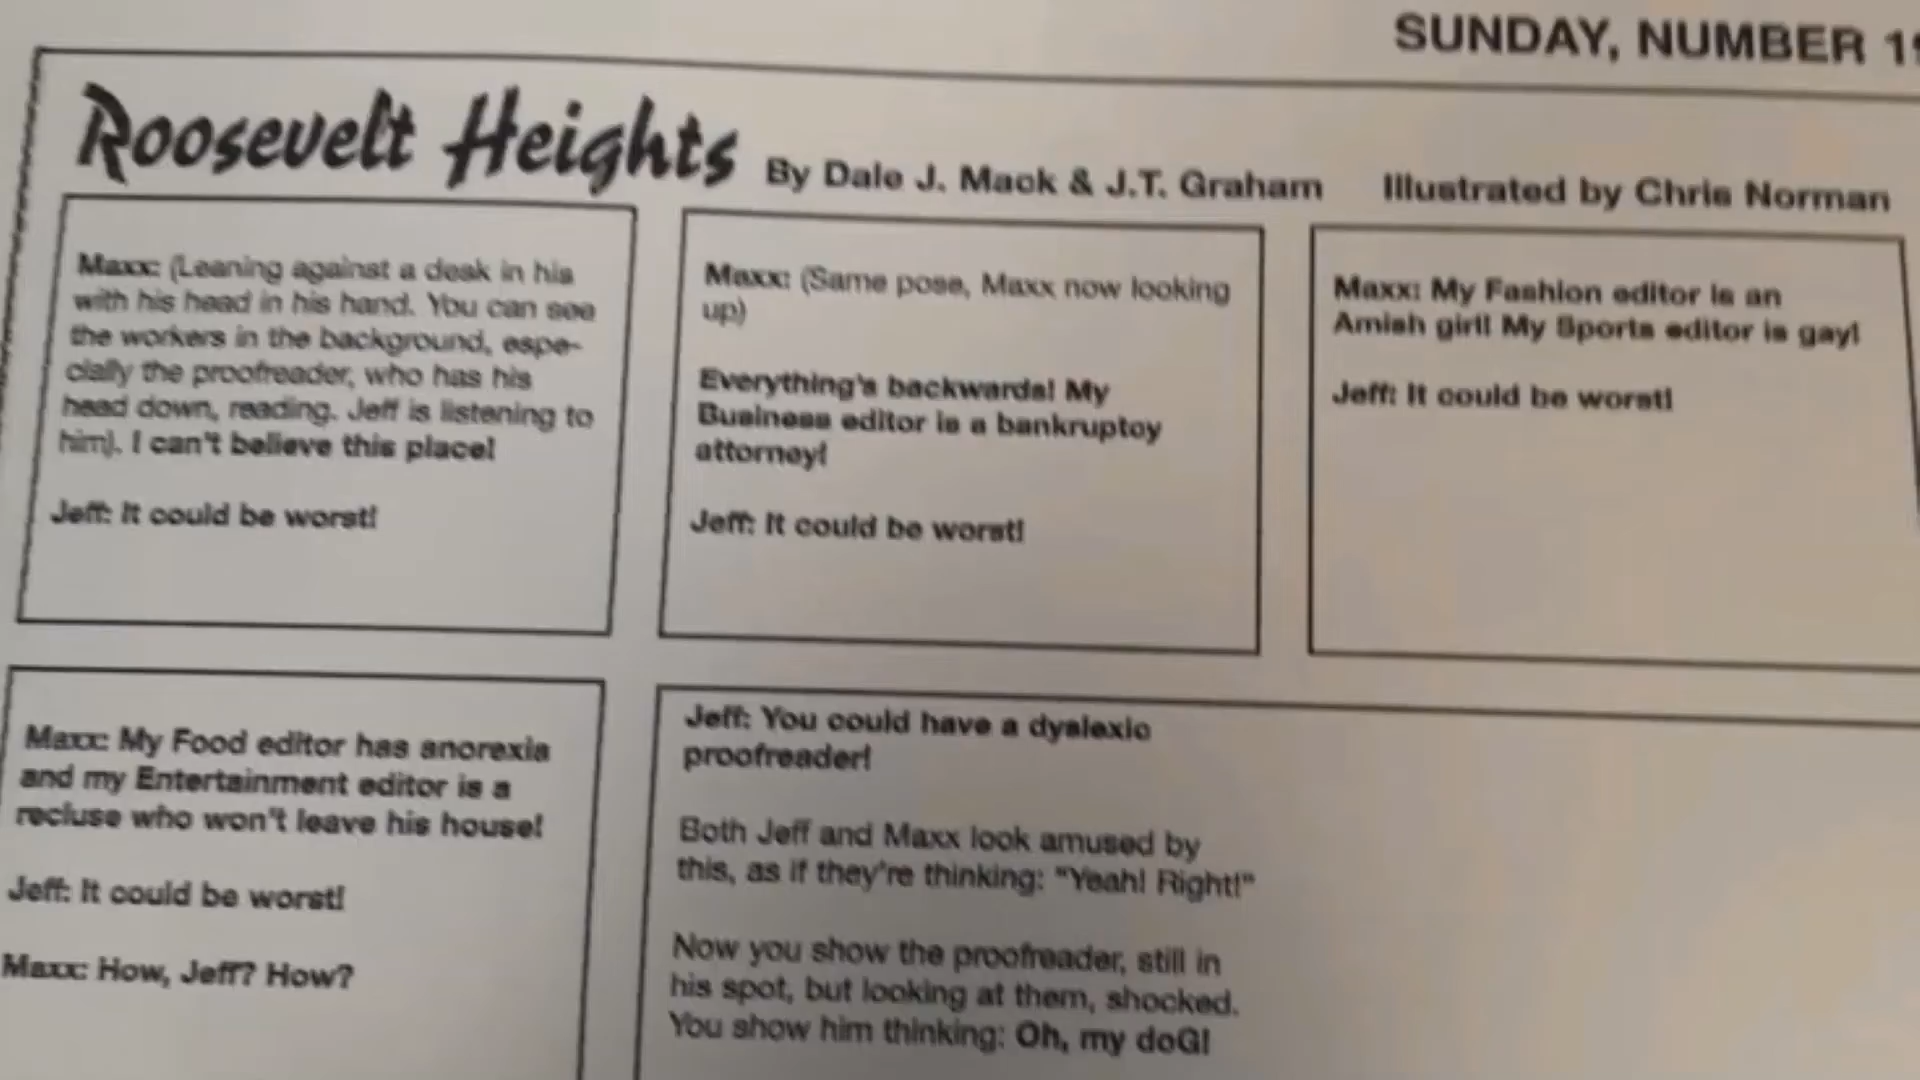 SUNDAY, NUMBER
Roosevelt Heights
By Dale J. Mack & J.T. Graham
Illustrated by Chris Norman
Maxx: (Leaning against a desk in his
with his head in his hand. You can see
the workers in the background, espe-
cially the proofreader, who has his
head down, reading. Jeff is listening to
him). I can't believe this place!
Jeff: It could be worst!
Maxx: (Same pose, Maxx now looking
up)
Everything's backwards! My
Business editor is a bankruptcy
attorney!
Jeff: It could be worst!
Maxx: My Fashion editor is an
Amish girl! My Sports editor is gay!
Jeff: It could be worst!
Maxx: My Food editor has anorexia
and my Entertainment editor is a
recluse who won't leave his house!
Jeff: It could be worst!
Maxx: How, Jeff? How?
Jeff: You could have a dyslexic
proofreader!
Both Jeff and Maxx look amused by
this, as if they're thinking: "Yeah! Right!"
Now you show the proofreader, still in
his spot, but looking at them, shocked.
You show him thinking: Oh, my doG!